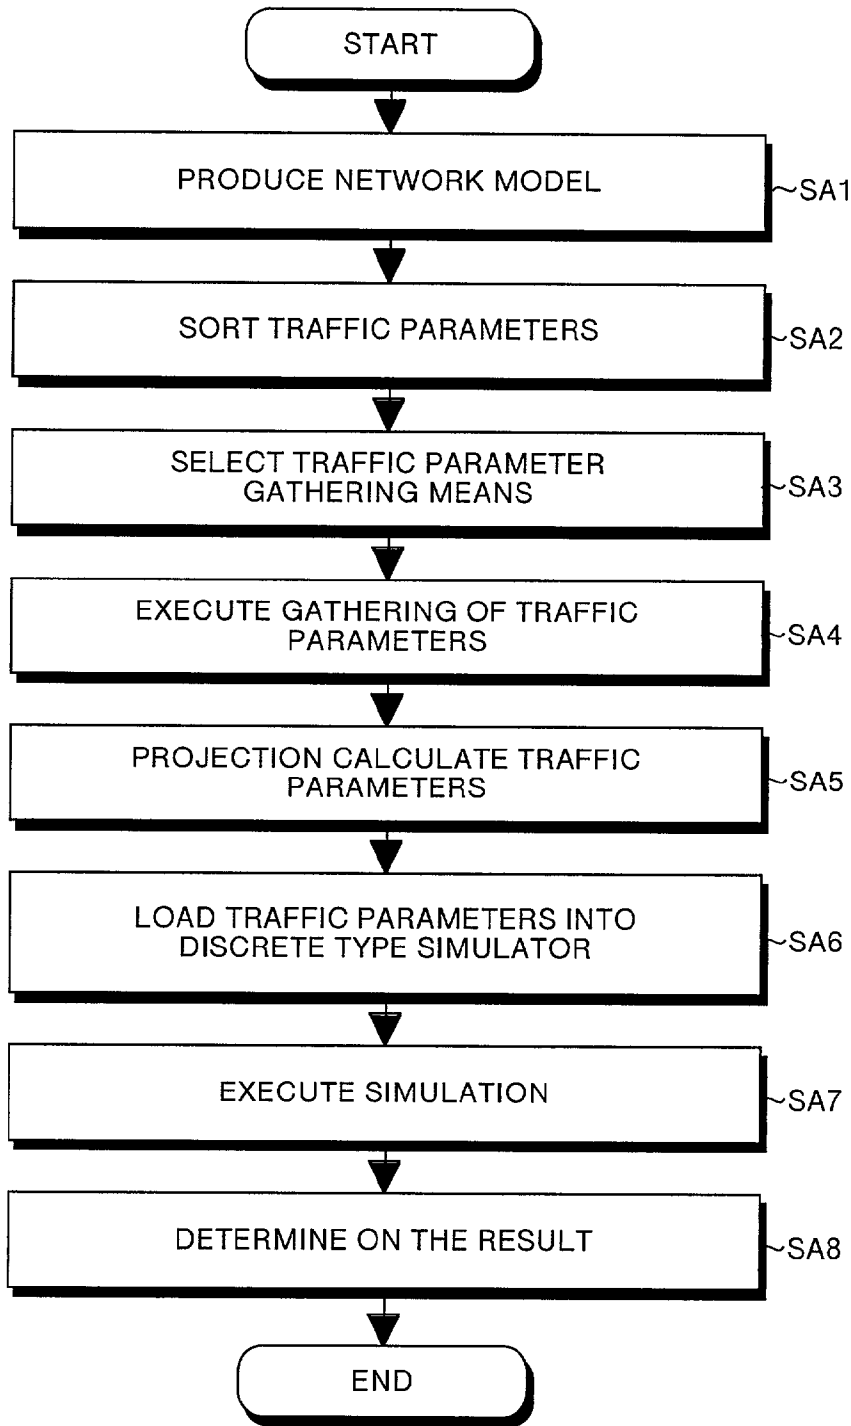 START
PRODUCE NETWORK MODEL
SA1
SORT TRAFFIC PARAMETERS
SA2
SELECT TRAFFIC PARAMETER
GATHERING MEANS
SA3
EXECUTE GATHERING OF TRAFFIC
PARAMETERS
SA4
PROJECTION CALCULATE TRAFFIC
PARAMETERS
SA5
LOAD TRAFFIC PARAMETERS INTO
DISCRETE TYPE SIMULATOR
SA6
EXECUTE SIMULATION
SA7
DETERMINE ON THE RESULT
SA8
END